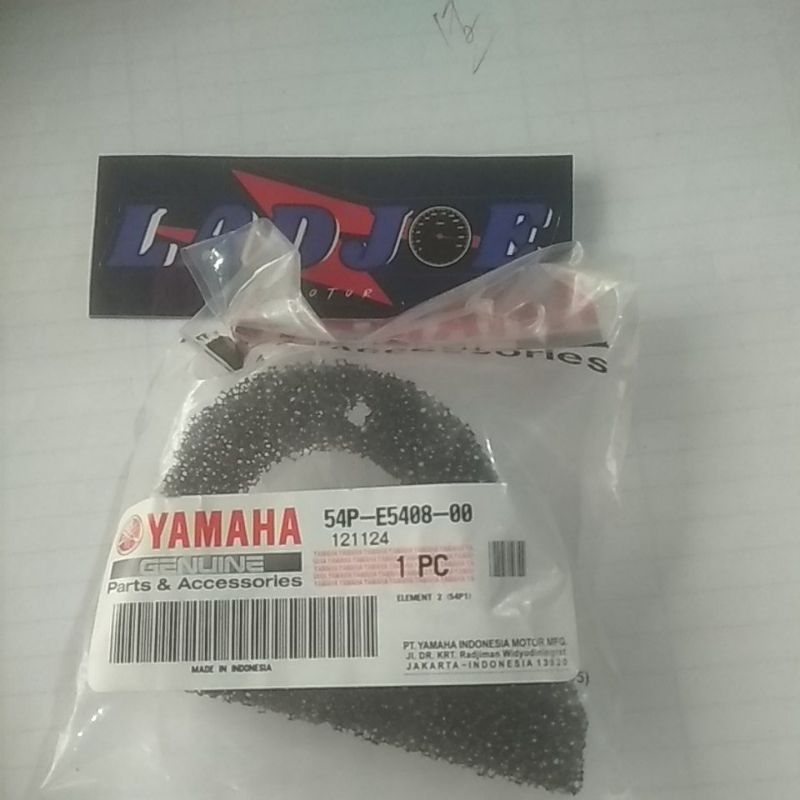 LODJOE
MOTOR
Accessories
YAMAHA
54P-E5408-00
121124
GENUINE
Parts & Accessories
1 PC
ELEMENT 2 (54P1)
MADE IN INDONESIA
PT. YAMAHA INDONESIA MOTOR MFG.
Jl. DR. KRT. Radjiman Widyodiningrat
JAKARTA-INDONESIA 13920